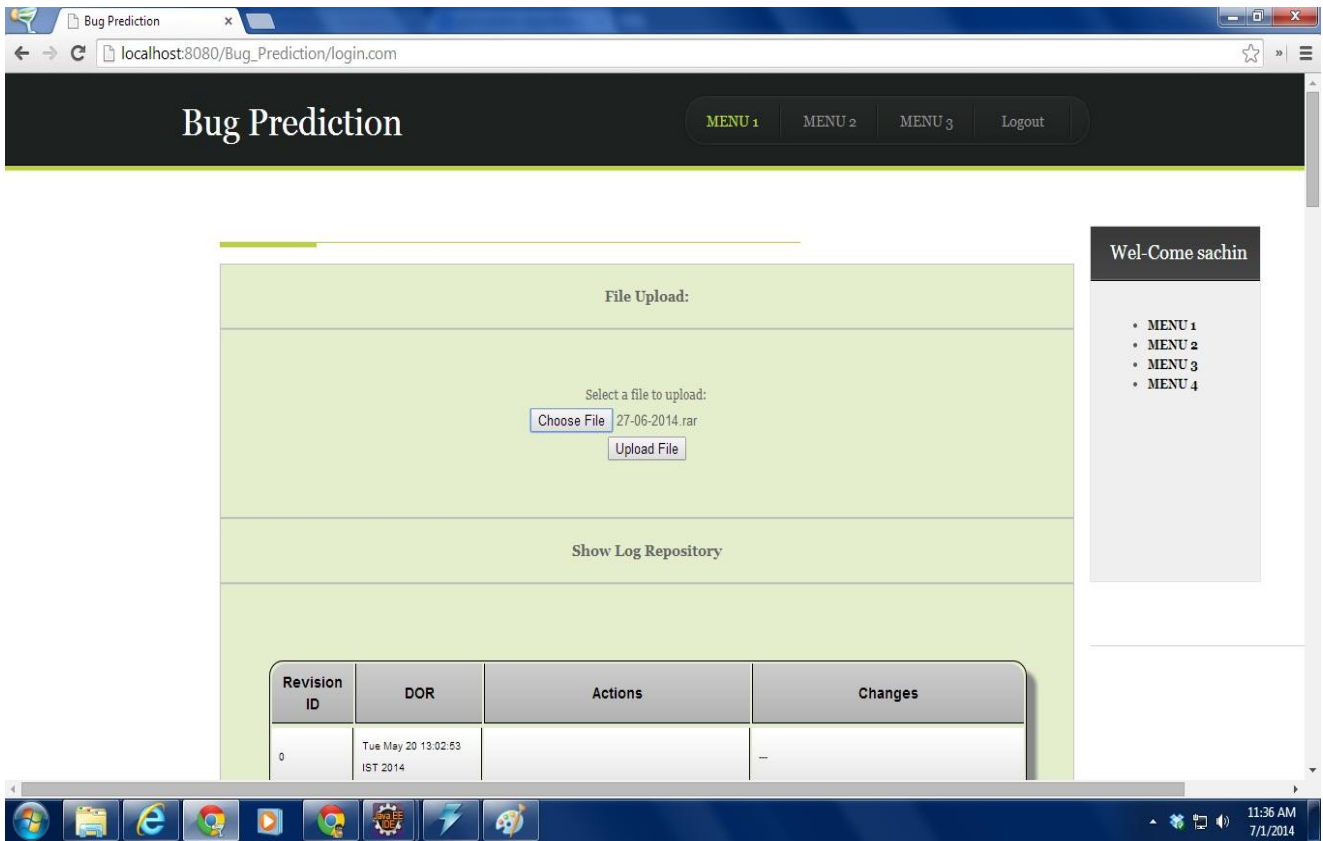 Bug Prediction
localhost:8080/Bug_Prediction/login.com
Bug Prediction
MENU 1 MENU 2 MENU 3 Logout
Wel-Come sachin
MENU 1
MENU 2
MENU 3
MENU 4
File Upload:
Select a file to upload:
Choose File 27-06-2014.rar
Upload File
Show Log Repository
Revision ID DOR Actions Changes
0 Tue May 20 13:02:53 IST 2014 ---
Java EE
IDE
11:36 AM
7/1/2014